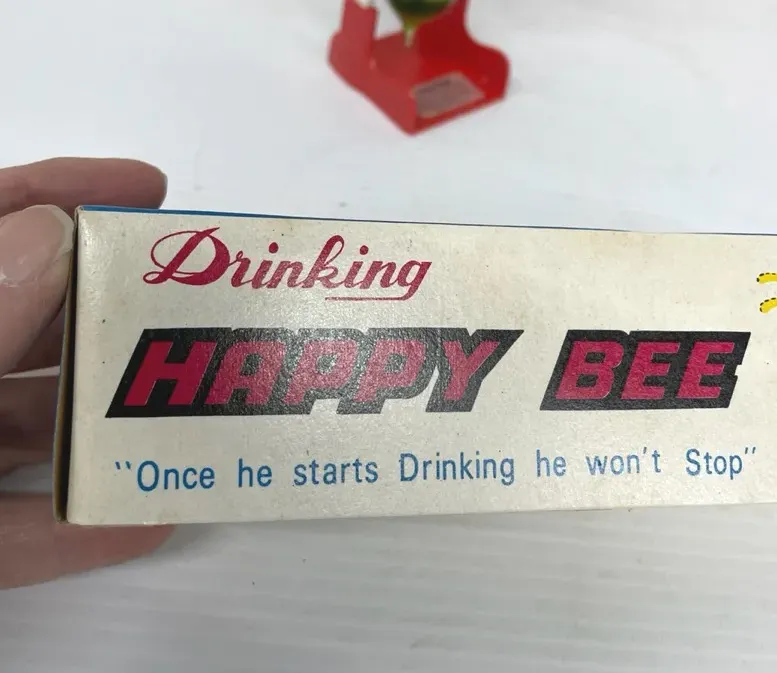 Drinking
HAPPY BEE
"Once he starts Drinking he won't Stop"